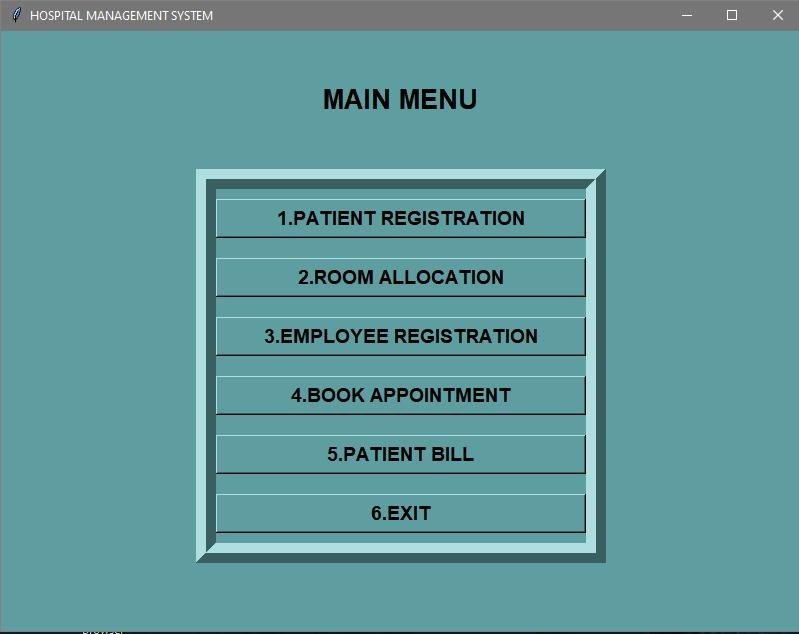 HOSPITAL MANAGEMENT SYSTEM
MAIN MENU
1.PATIENT REGISTRATION
2.ROOM ALLOCATION
3.EMPLOYEE REGISTRATION
4.BOOK APPOINTMENT
5.PATIENT BILL
6.EXIT